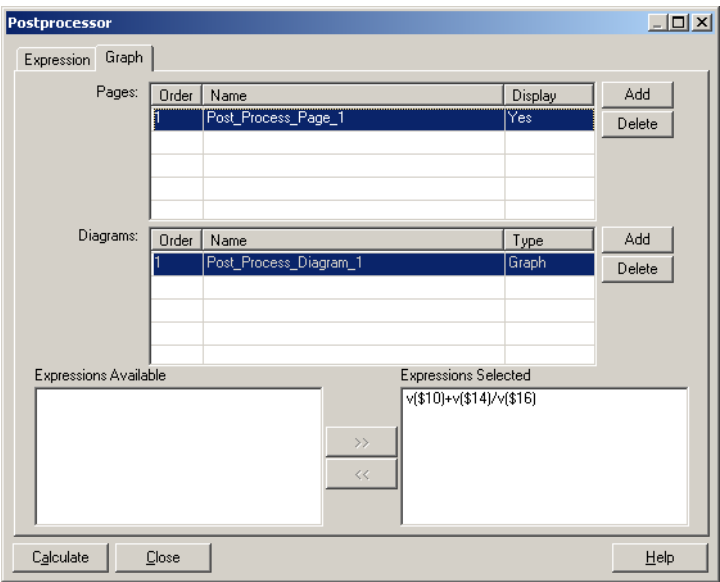 Postprocessor
Expression Graph
Pages:
Order Name Display
1 Post_Process_Page_1 Yes
Add
Delete
Diagrams:
Order Name Type
1 Post_Process_Diagram_1 Graph
Add
Delete
Expressions Available
Expressions Selected
v($10)+v($14)/v($16)
>>
<<
Calculate Close Help